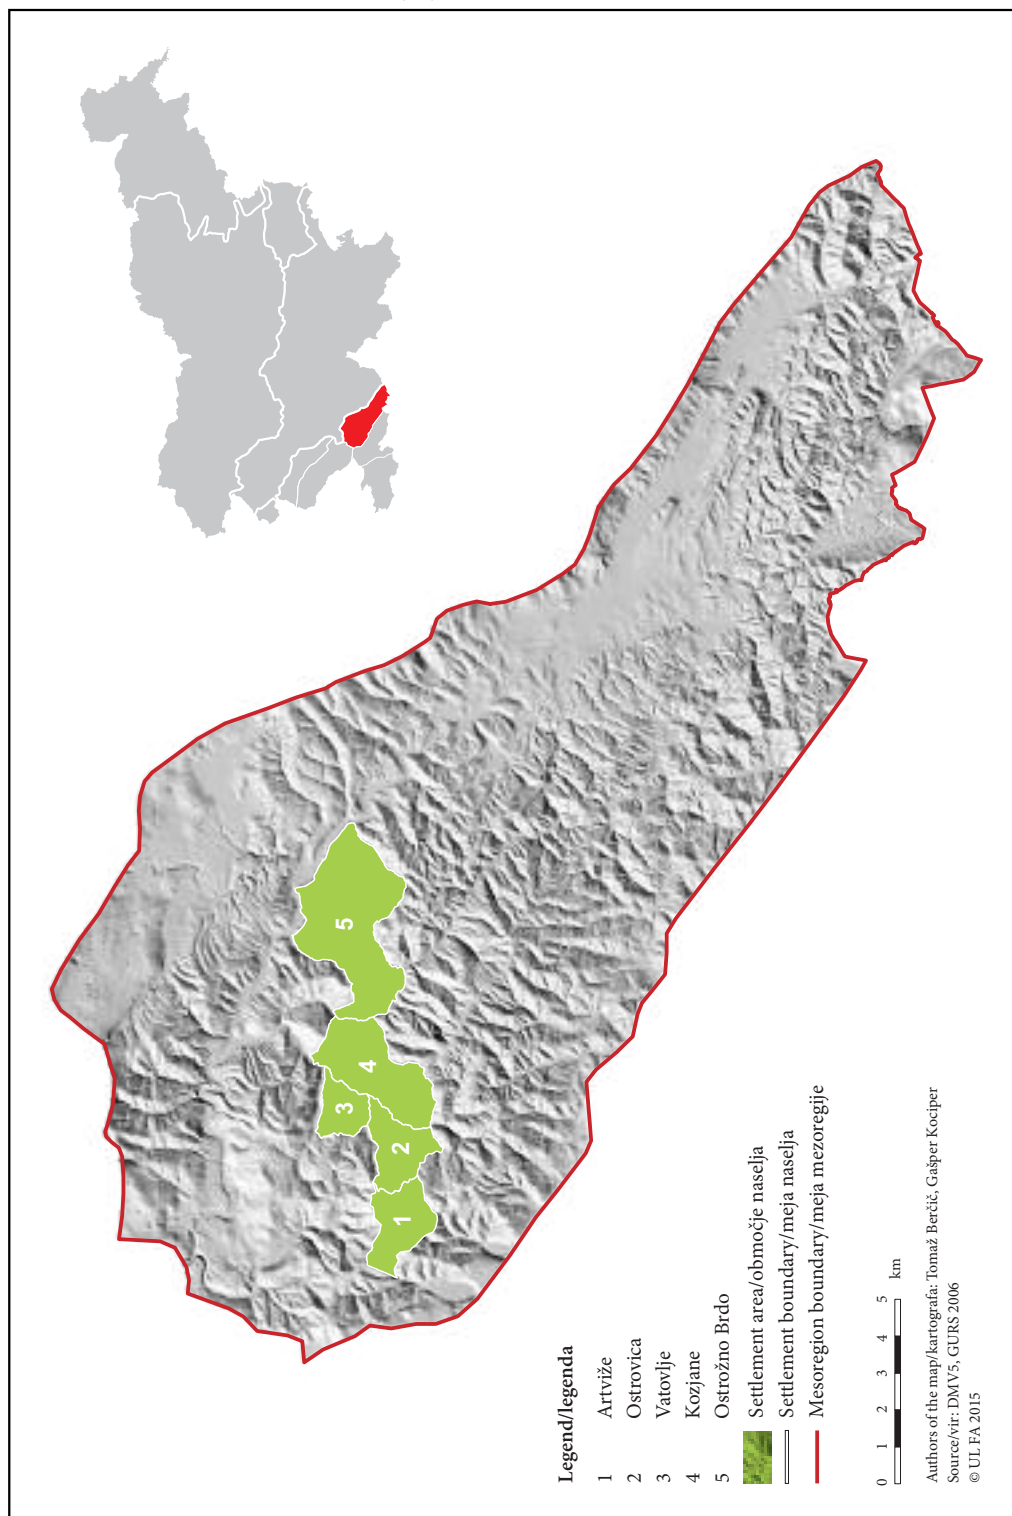 5
4
3
2
1
Legend/legenda
1 Artviže
2 Ostrovica
3 Vatovlje
4 Kozjane
5 Ostrožno Brdo
Settlement area/območje naselja
Settlement boundary/meja naselja
Mesoregion boundary/meja mezoregije
0 1 2 3 4 5
km
Authors of the map/kartografa: Tomaž Berčič, Gašper Kociper
Source/vir: DMV5, GURS 2006
© UL FA 2015